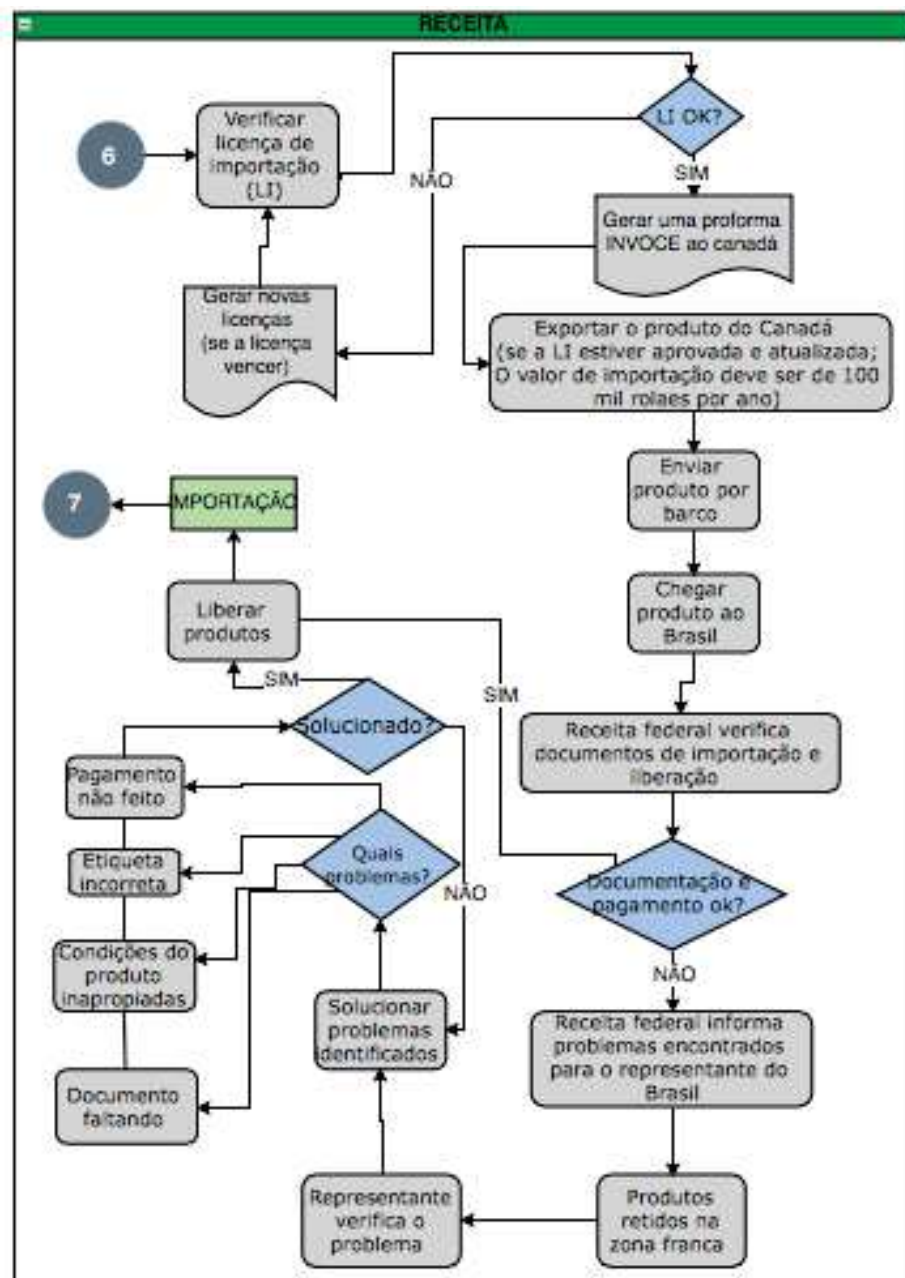 RECEITA
6
Verificar
licença de
importação
(LI)
LI OK?
NÃO
SIM
Gerar uma proforma
INVOCE ao canadá
Gerar novas
licenças
(se a licença
vencer)
Exportar o produto do Canadá
(se a LI estiver aprovada e atualizada;
O valor de importação deve ser de 100
mil rolaes por ano)
Enviar
produto por
barco
7
IMPORTAÇÃO
Chegar
produto ao
Brasil
Liberar
produtos
SIM
SIM
Solucionado?
Receita federal verifica
documentos de importação e
liberação
Pagamento
não feito
Etiqueta
incorreta
Quais
problemas?
NÃO
Documentação e
pagamento ok?
NÃO
Condições do
produto
inapropiadas
Solucionar
problemas
identificados
Receita federal informa
problemas encontrados
para o representante do
Brasil
Documento
faltando
Representante
verifica o
problema
Produtos
retidos na
zona franca